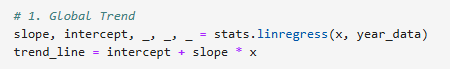 # 1. Global Trend
slope, intercept, _, _, _ = stats.linregress(x, year_data)
trend_line = intercept + slope * x